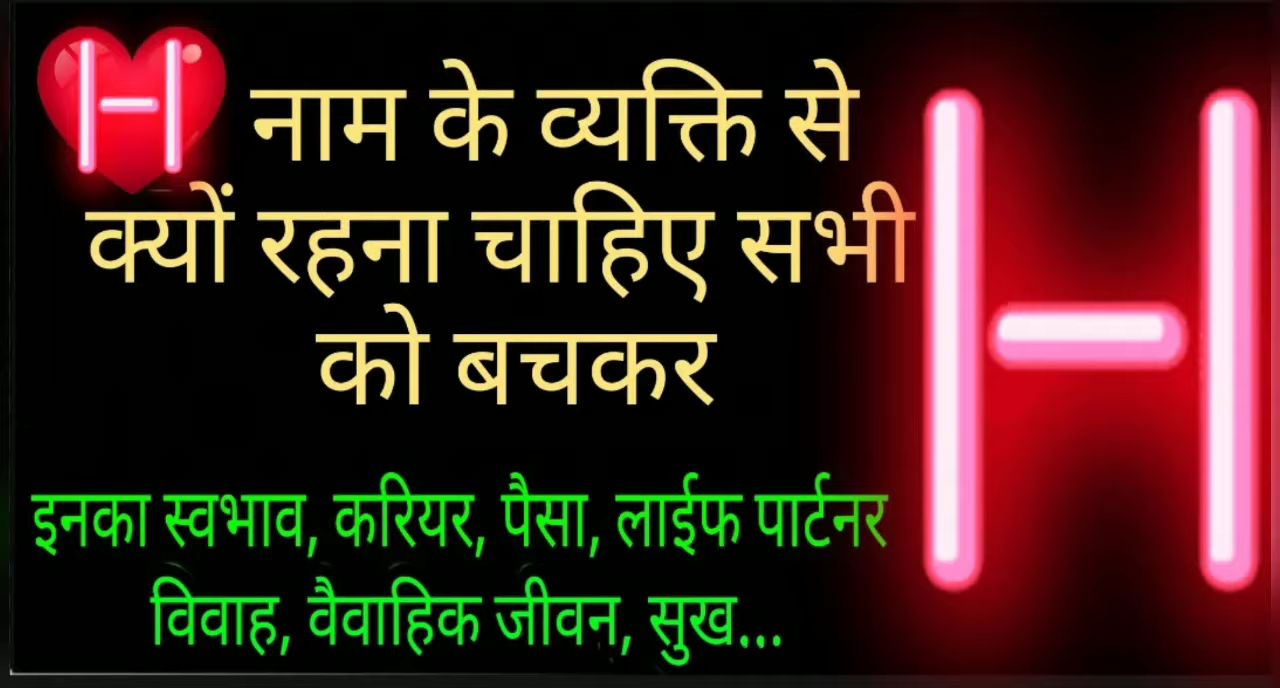 H नाम के व्यक्ति से
क्यों रहना चाहिए सभी
को बचकर
H
इनका स्वभाव, करियर, पैसा, लाईफ पार्टनर
विवाह, वैवाहिक जीवन, सुख...